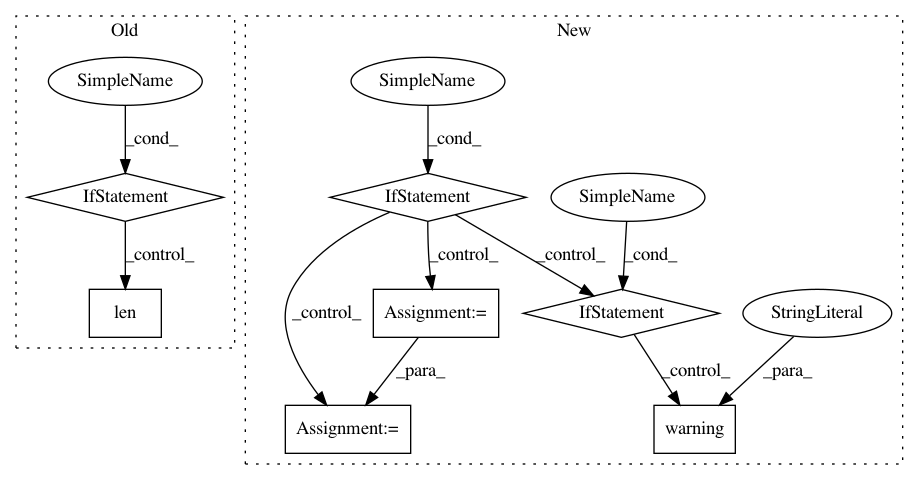 Old
New
SimpleName
SimpleName
_cond_
_cond_
IfStatement
IfStatement
SimpleName
_control_
_control_
_control_
_cond_
_control_
len
Assignment:=
IfStatement
StringLiteral
_para_
_control_
_para_
Assignment:=
warning